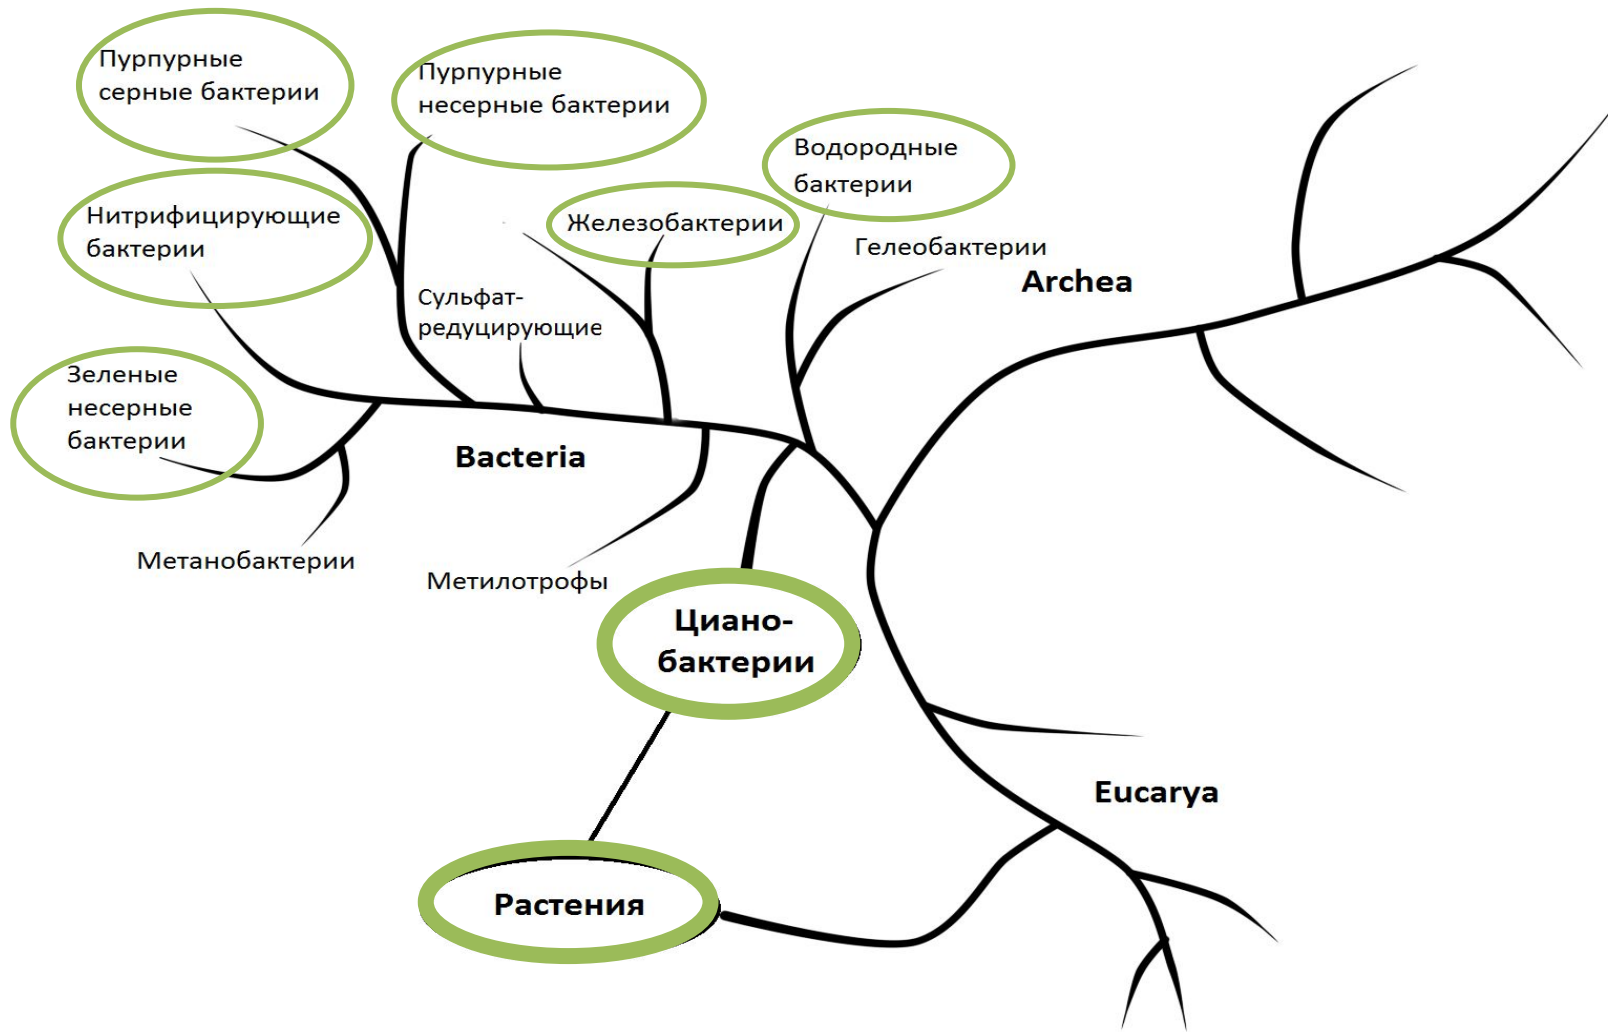 Пурпурные
серные бактерии
Пурпурные
несерные бактерии
Водородные
бактерии
Нитрифицирующие
бактерии
Железобактерии
Гелеобактерии
Archea
Сульфат-
редуцирующие
Зеленые
несерные
бактерии
Bacteria
Метанобактерии
Метилотрофы
Циано-
бактерии
Eucarya
Растения